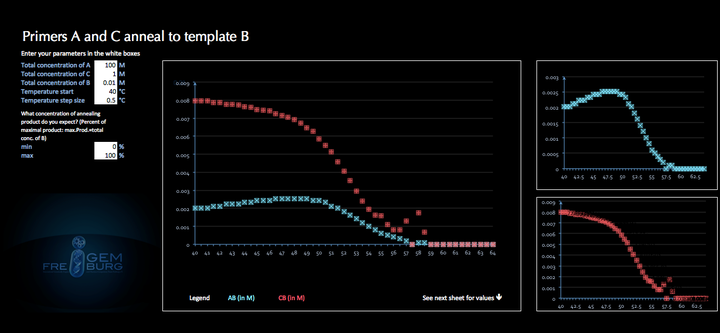 Primers A and C anneal to template B
Enter your parameters in the white boxes
Total concentration of A 100 M
Total concentration of C 1 M
Total concentration of B 0.01 M
Temperature start 40 °C
Temperature step size 0.5 °C
What concentration of annealing
product do you expect? (Percent of
maximal product: max.Prod.=total
conc. of B)
min 0 %
max 100 %
iGEM
FREiBURG
0.009
0.008
0.007
0.006
0.005
0.004
0.003
0.002
0.001
0
40 41 42 43 44 45 46 47 48 49 50 51 52 53 54 55 56 57 58 59 60 61 62 63 64
Legend AB (in M) CB (in M) See next sheet for values
0.003
0.0025
0.002
0.0015
0.001
0.0005
0
40 42.5 45 47.5 50 52.5 55 57.5 60 62.5
0.009
0.008
0.007
0.006
0.005
0.004
0.003
0.002
0.001
0
40 42.5 45 47.5 50 52.5 55 57.5 60 62.5